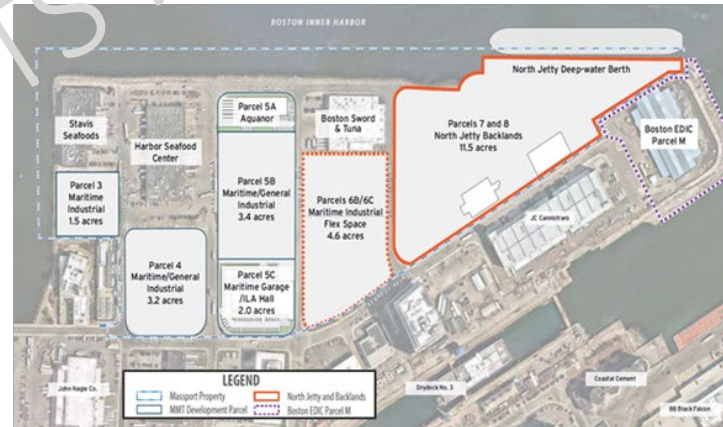 BOSTON INNER HARBOR
North Jetty Deep-water Berth
Stavis
Seafoods
Harbor Seafood
Center
Parcel 5A
Aquanor
Boston Sword
& Tuna
Parcels 7 and 8
North Jetty Backlands
11.5 acres
Boston EDIC
Parcel M
Parcel 3
Maritime
Industrial
1.5 acres
Parcel 5B
Maritime/General
Industrial
3.4 acres
Parcels 6B/6C
Maritime Industrial
Flex Space
4.6 acres
JC Cannistraro
Parcel 4
Maritime/General
Industrial
3.2 acres
Parcel 5C
Maritime Garage
/ILA Hall
2.0 acres
John Nagle Co.
Drydock No. 3
Coastal Cement
88 Black Falcon
LEGEND
Massport Property
MMT Development Parcel
North Jetty and Backlands
Boston EDIC Parcel M